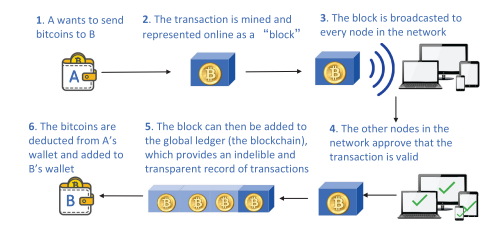 1. A wants to send
bitcoins to B
2. The transaction is mined and
represented online as a “block”
3. The block is broadcasted to
every node in the network
A
4. The other nodes in the
network approve that the
transaction is valid
5. The block can then be added to
the global ledger (the blockchain),
which provides an indelible and
transparent record of transactions
6. The bitcoins are
deducted from A's
wallet and added to
B's wallet
B